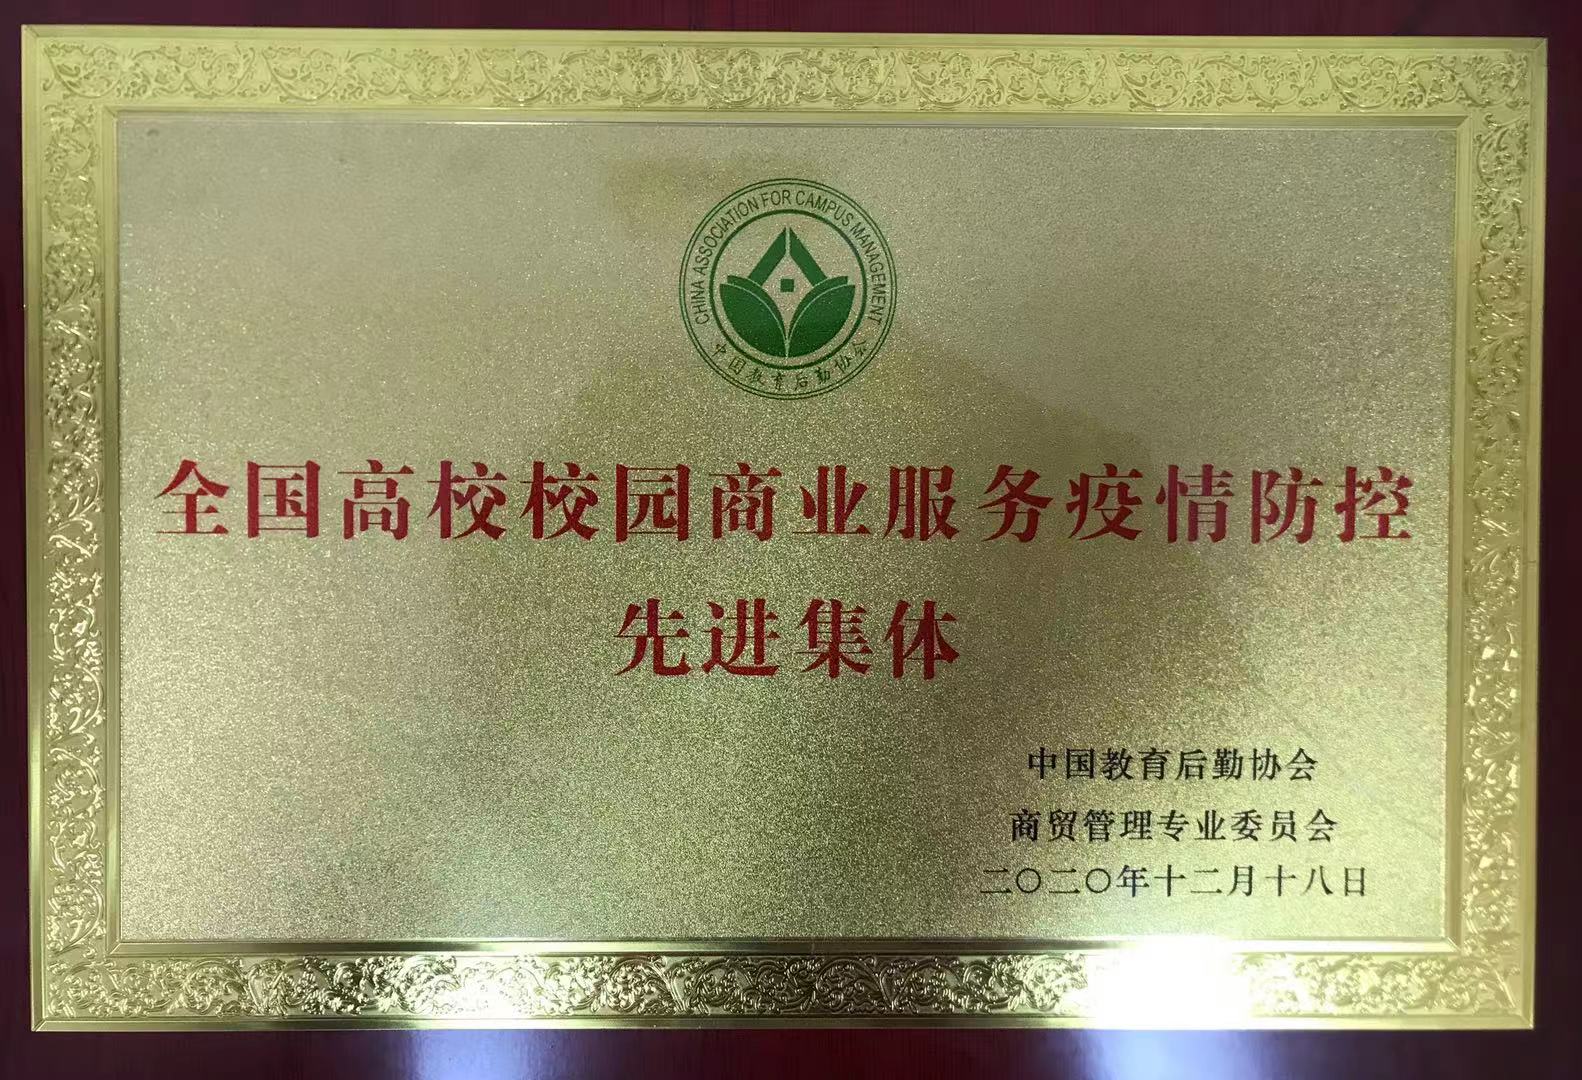 CHINA ASSOCIATION FOR CAMPUS MANAGEMENT
中国教育后勤协会
全国高校校园商业服务疫情防控
先进集体
中国教育后勤协会
商贸管理专业委员会
二〇二〇年十二月十八日